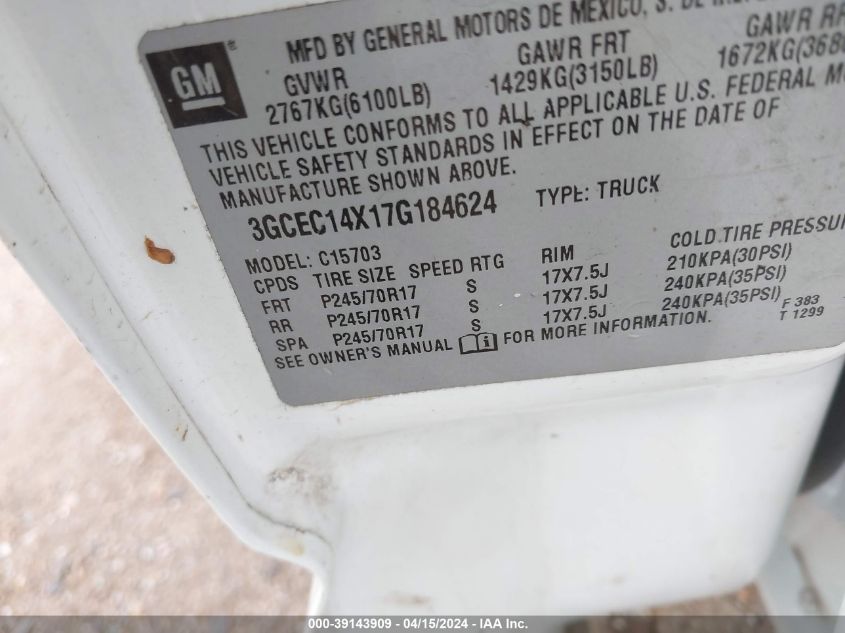 GM ®
MFD BY GENERAL MOTORS DE MEXICO, S. DE
GVWR GAWR FRT GAWR RR
2767KG(6100LB) 1429KG(3150LB) 1672KG(368
THIS VEHICLE CONFORMS TO ALL APPLICABLE U.S. FEDERAL M
VEHICLE SAFETY STANDARDS IN EFFECT ON THE DATE OF
MANUFACTURE SHOWN ABOVE.
3GCEC14X17G184624 TYPE: TRUCK
MODEL: C15703
CPDS TIRE SIZE SPEED RTG RIM COLD TIRE PRESSU
FRT P245/70R17 S 17X7.5J 210KPA(30PSI)
RR P245/70R17 S 17X7.5J 240KPA(35PSI)
SPA P245/70R17 S 17X7.5J 240KPA(35PSI)
SEE OWNER'S MANUAL FOR MORE INFORMATION.
F 383
T 1299
000-39143909 - 04/15/2024 - IAA Inc.